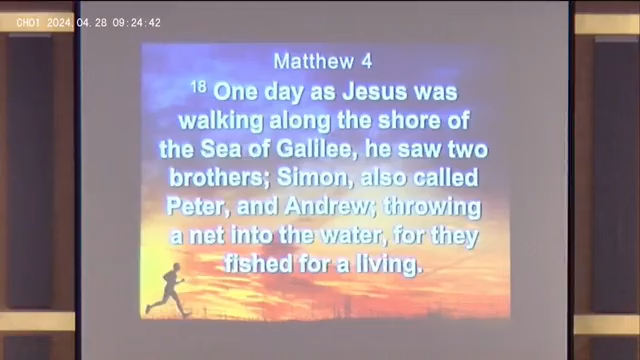 CH01 2024.04.28 09:24:42
Matthew 4
18 One day as Jesus was
walking along the shore of
the Sea of Galilee, he saw two
brothers; Simon, also called
Peter, and Andrew; throwing
a net into the water, for they
fished for a living.